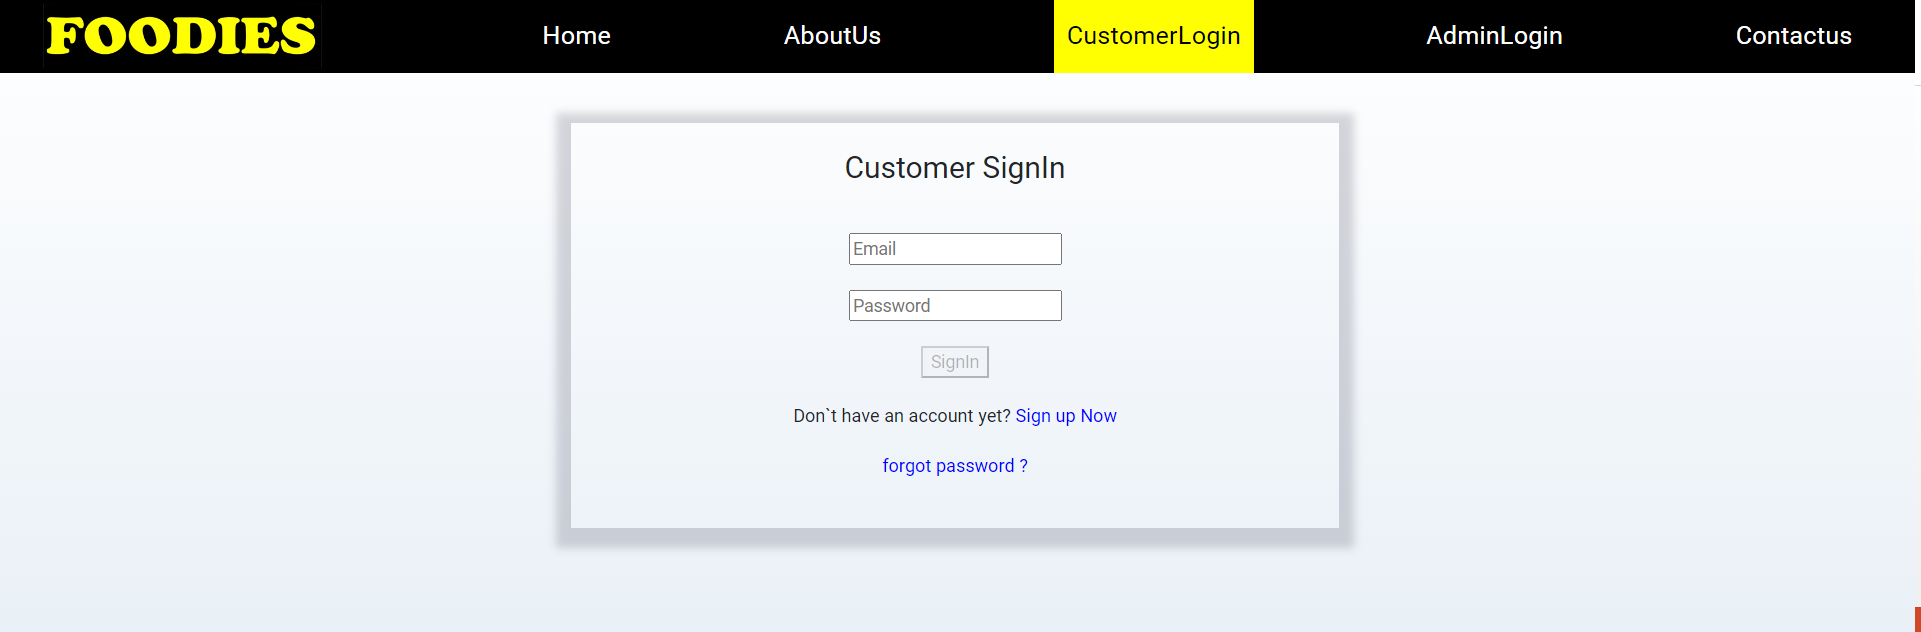 FOODIES Home AboutUs CustomerLogin AdminLogin Contactus
Customer SignIn
Email
Password
SignIn
Don`t have an account yet? Sign up Now
forgot password ?